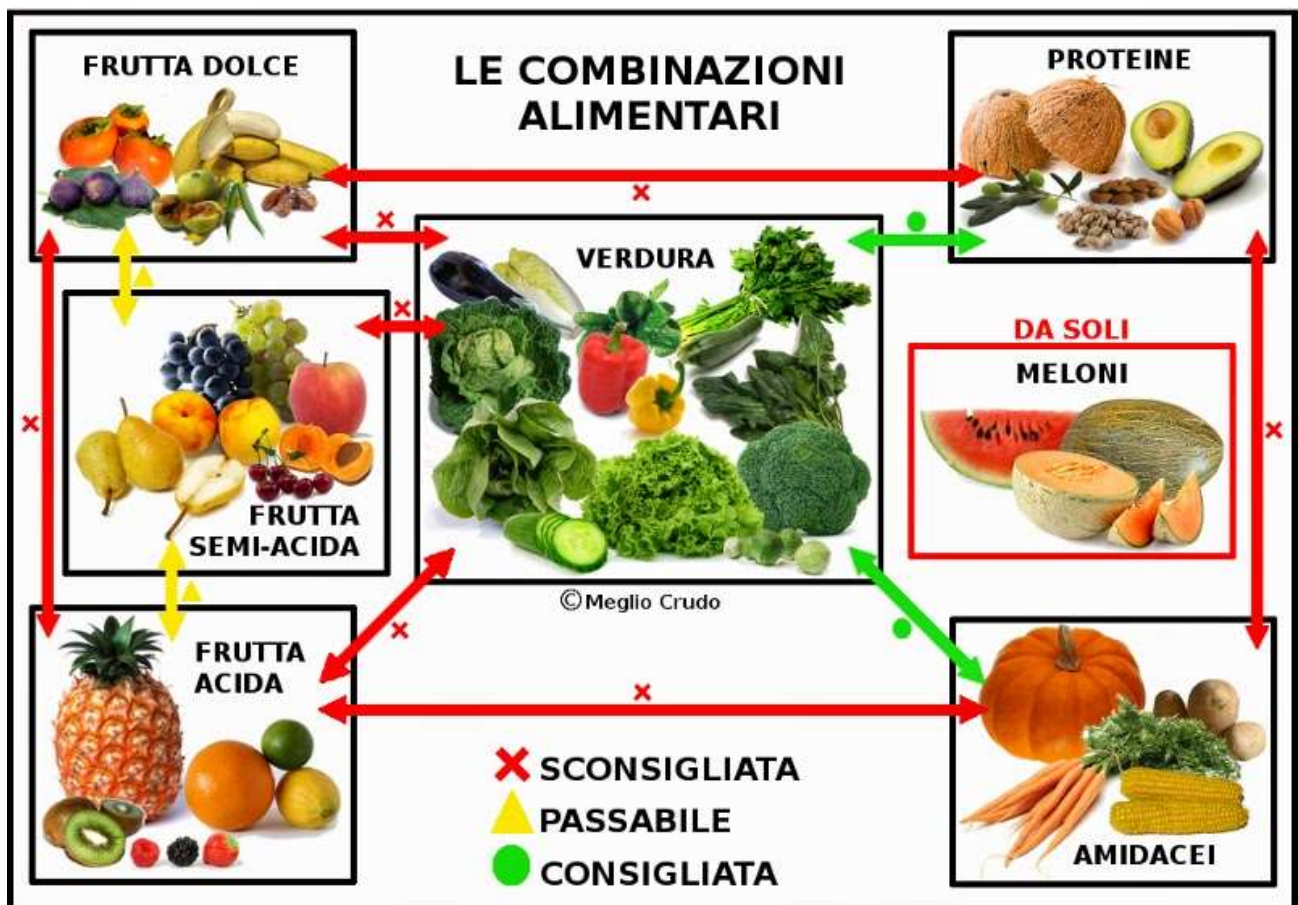 LE COMBINAZIONI
ALIMENTARI
FRUTTA DOLCE
PROTEINE
VERDURA
DA SOLI
MELONI
FRUTTA
SEMI-ACIDA
© Meglio Crudo
FRUTTA
ACIDA
AMIDACEI
SCONSIGLIATA
PASSABILE
CONSIGLIATA